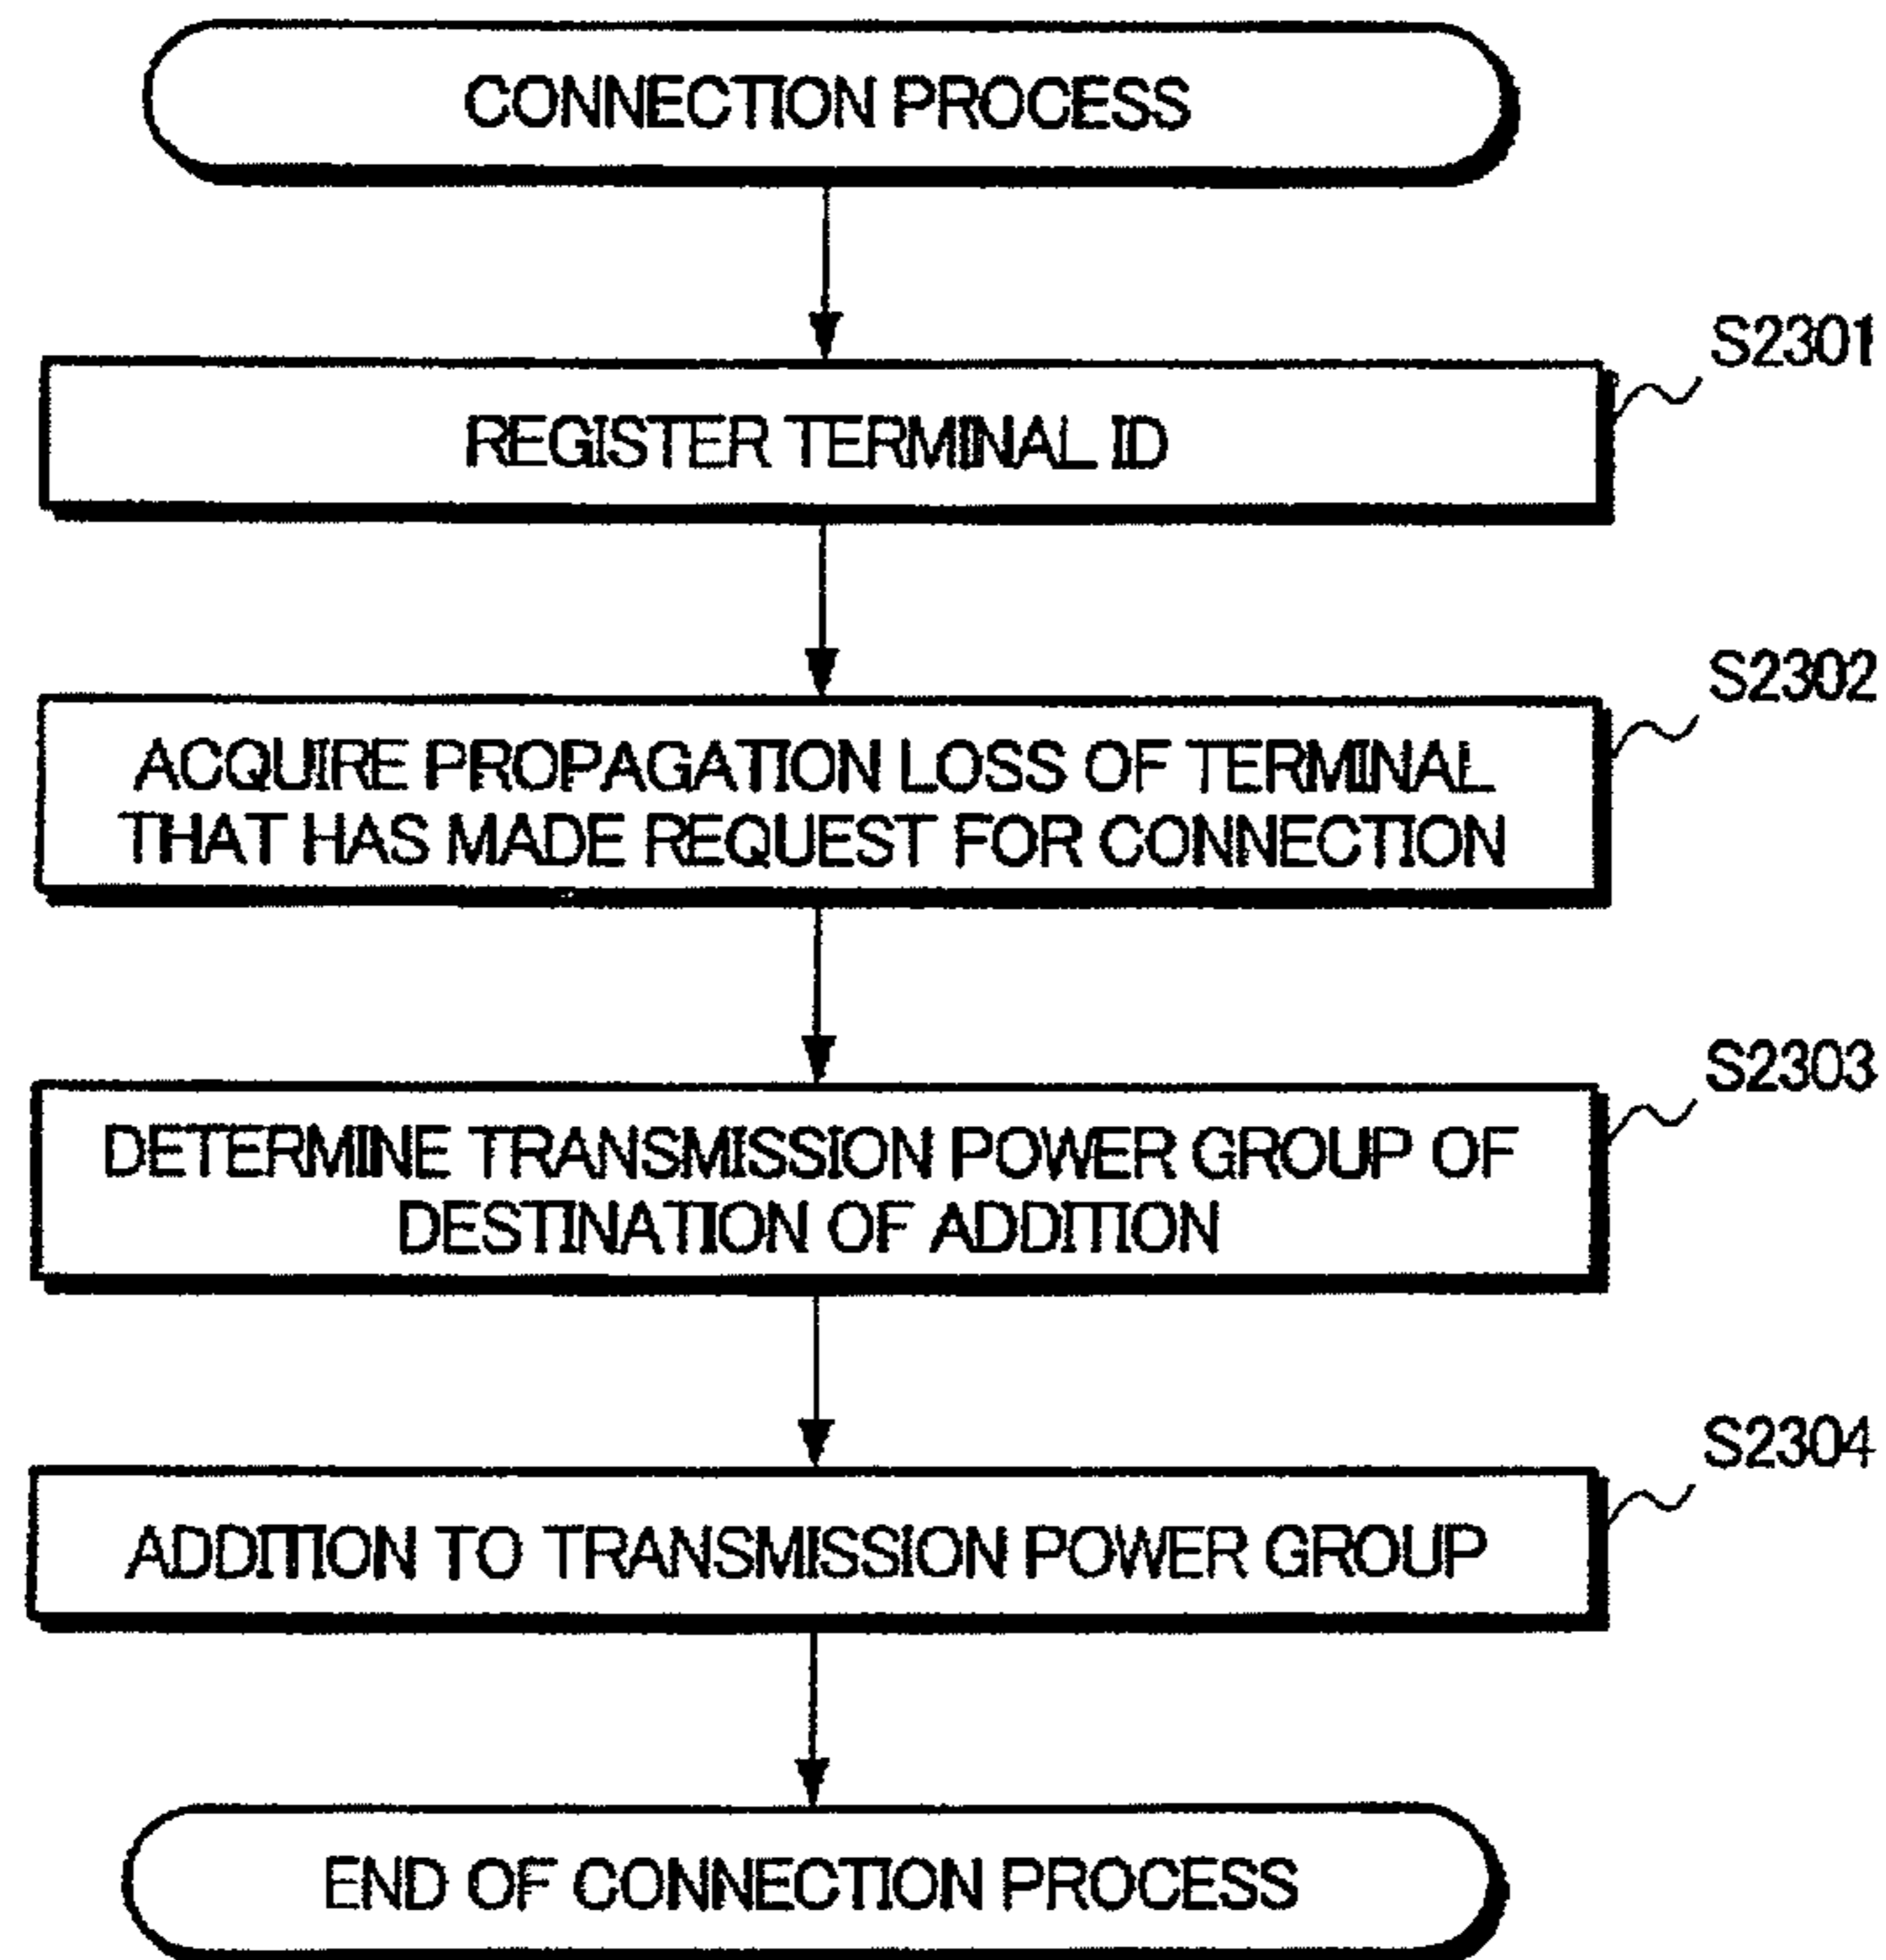 CONNECTION PROCESS
S2301
REGISTER TERMINAL ID
S2302
ACQUIRE PROPAGATION LOSS OF TERMINAL
THAT HAS MADE REQUEST FOR CONNECTION
S2303
DETERMINE TRANSMISSION POWER GROUP OF
DESTINATION OF ADDITION
S2304
ADDITION TO TRANSMISSION POWER GROUP
END OF CONNECTION PROCESS